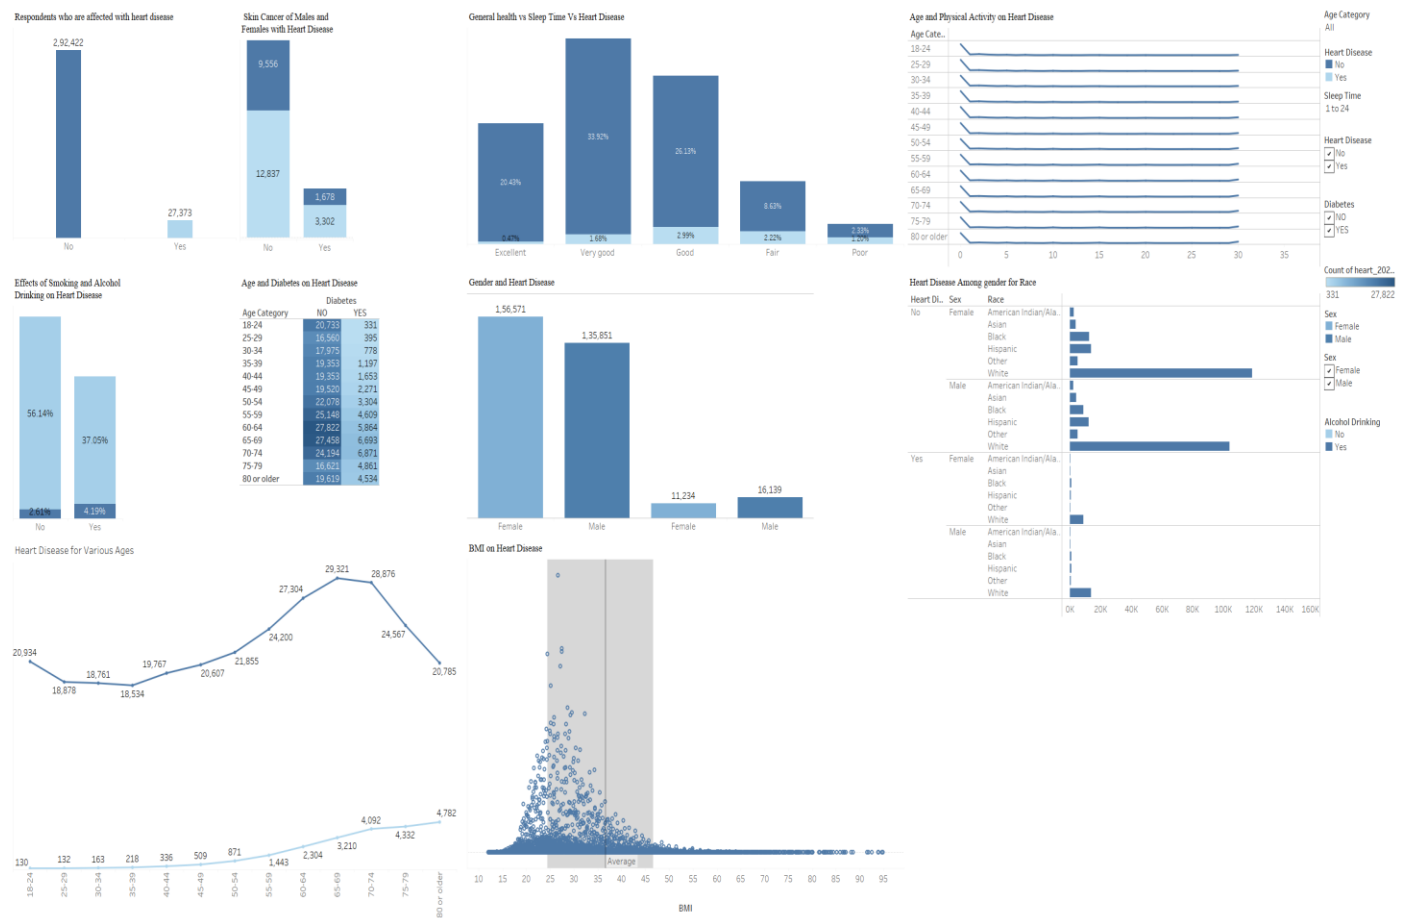 Respondents who are affected with heart disease
2,92,422
27,373
No
Yes
Skin Cancer of Males and
Females with Heart Disease
9,556
12,837
1,678
3,302
No
Yes
General health vs Sleep Time Vs Heart Disease
20.43%
33.92%
26.13%
8.63%
2.33%
0.47%
1.68%
2.99%
2.22%
Excellent
Very good
Good
Fair
Poor
Age and Physical Activity on Heart Disease
Age Cate..
18-24
25-29
30-34
35-39
40-44
45-49
50-54
55-59
60-64
65-69
70-74
75-79
80 or older
0 5 10 15 20 25 30 35
Age Category
All
Heart Disease
No
Yes
Sleep Time
1 to 24
Heart Disease
No
Yes
Diabetes
NO
YES
Count of heart_202...
331 27,822
Sex
Female
Male
Sex
Female
Male
Alcohol Drinking
No
Yes
Effects of Smoking and Alcohol
Drinking on Heart Disease
56.14%
37.05%
2.61%
4.19%
No
Yes
Age and Diabetes on Heart Disease
Diabetes
Age Category NO YES
18-24 20,733 331
25-29 16,560 395
30-34 17,975 778
35-39 19,353 1,197
40-44 19,353 1,653
45-49 19,520 2,271
50-54 22,078 3,304
55-59 25,148 4,609
60-64 27,822 5,864
65-69 27,458 6,693
70-74 24,194 6,871
75-79 16,621 4,861
80 or older 19,619 4,534
Gender and Heart Disease
1,56,571
1,35,851
11,234
16,139
Female
Male
Female
Male
Heart Disease Among gender for Race
Heart Di.. Sex Race
No Female American Indian/Ala..
Asian
Black
Hispanic
Other
White
Male American Indian/Ala..
Asian
Black
Hispanic
Other
White
Yes Female American Indian/Ala..
Asian
Black
Hispanic
Other
White
Male American Indian/Ala..
Asian
Black
Hispanic
Other
White
0K 20K 40K 60K 80K 100K 120K 140K 160K
Heart Disease for Various Ages
20,934
18,878
18,761
18,534
19,767
20,607
21,855
24,200
27,304
29,321
28,876
24,567
20,785
130
132
163
218
336
509
871
1,443
2,304
3,210
4,092
4,332
4,782
18-24
25-29
30-34
35-39
40-44
45-49
50-54
55-59
60-64
65-69
70-74
75-79
80 or older
BMI on Heart Disease
Average
10 15 20 25 30 35 40 45 50 55 60 65 70 75 80 85 90 95
BMI